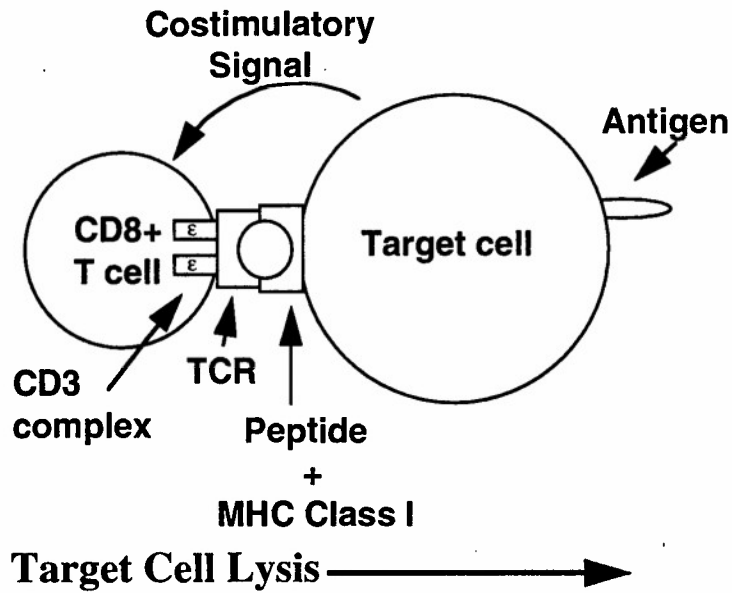 Costimulatory
Signal
Antigen
CD8+
T cell
ε
ε
Target cell
TCR
CD3
complex
Peptide
+
MHC Class I
Target Cell Lysis